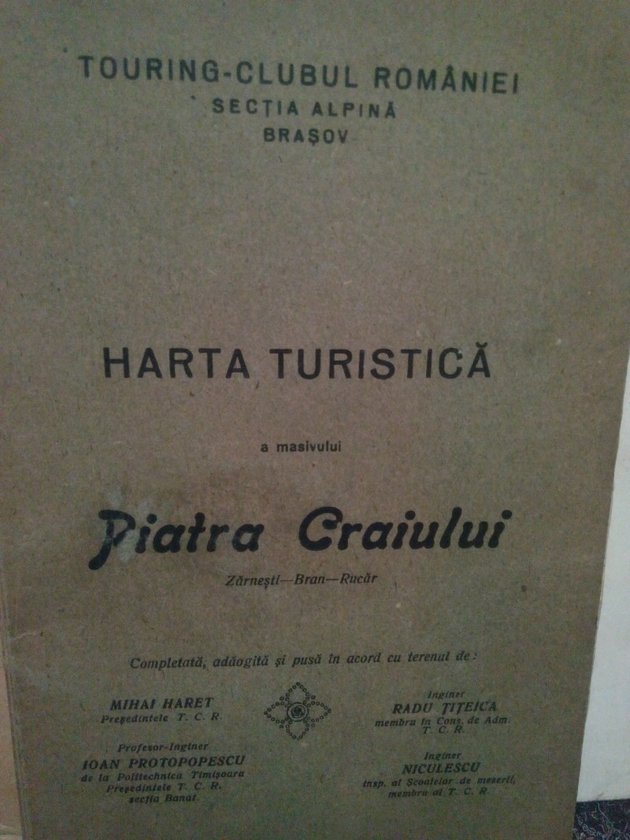 TOURING-CLUBUL ROMÂNIEI
SECȚIA ALPINĂ
BRAȘOV
HARTA TURISTICĂ
a masivului
Piatra Craiului
Zărnești—Bran—Rucăr
Completată, adăogită și pusă în acord cu terenul de:
MIHAI HARET
Președintele T. C. R.
Profesor-Inginer
IOAN PROTOPOPESCU
de la Politechnica Timișoara
Președintele T. C. R.
secția Banat
Inginer
RADU ȚIȚEICA
membru în Cons. de Adm.
T. C. R.
Inginer
NICULESCU
insp. al Școalelor de meserii,
membru al T. C. R.